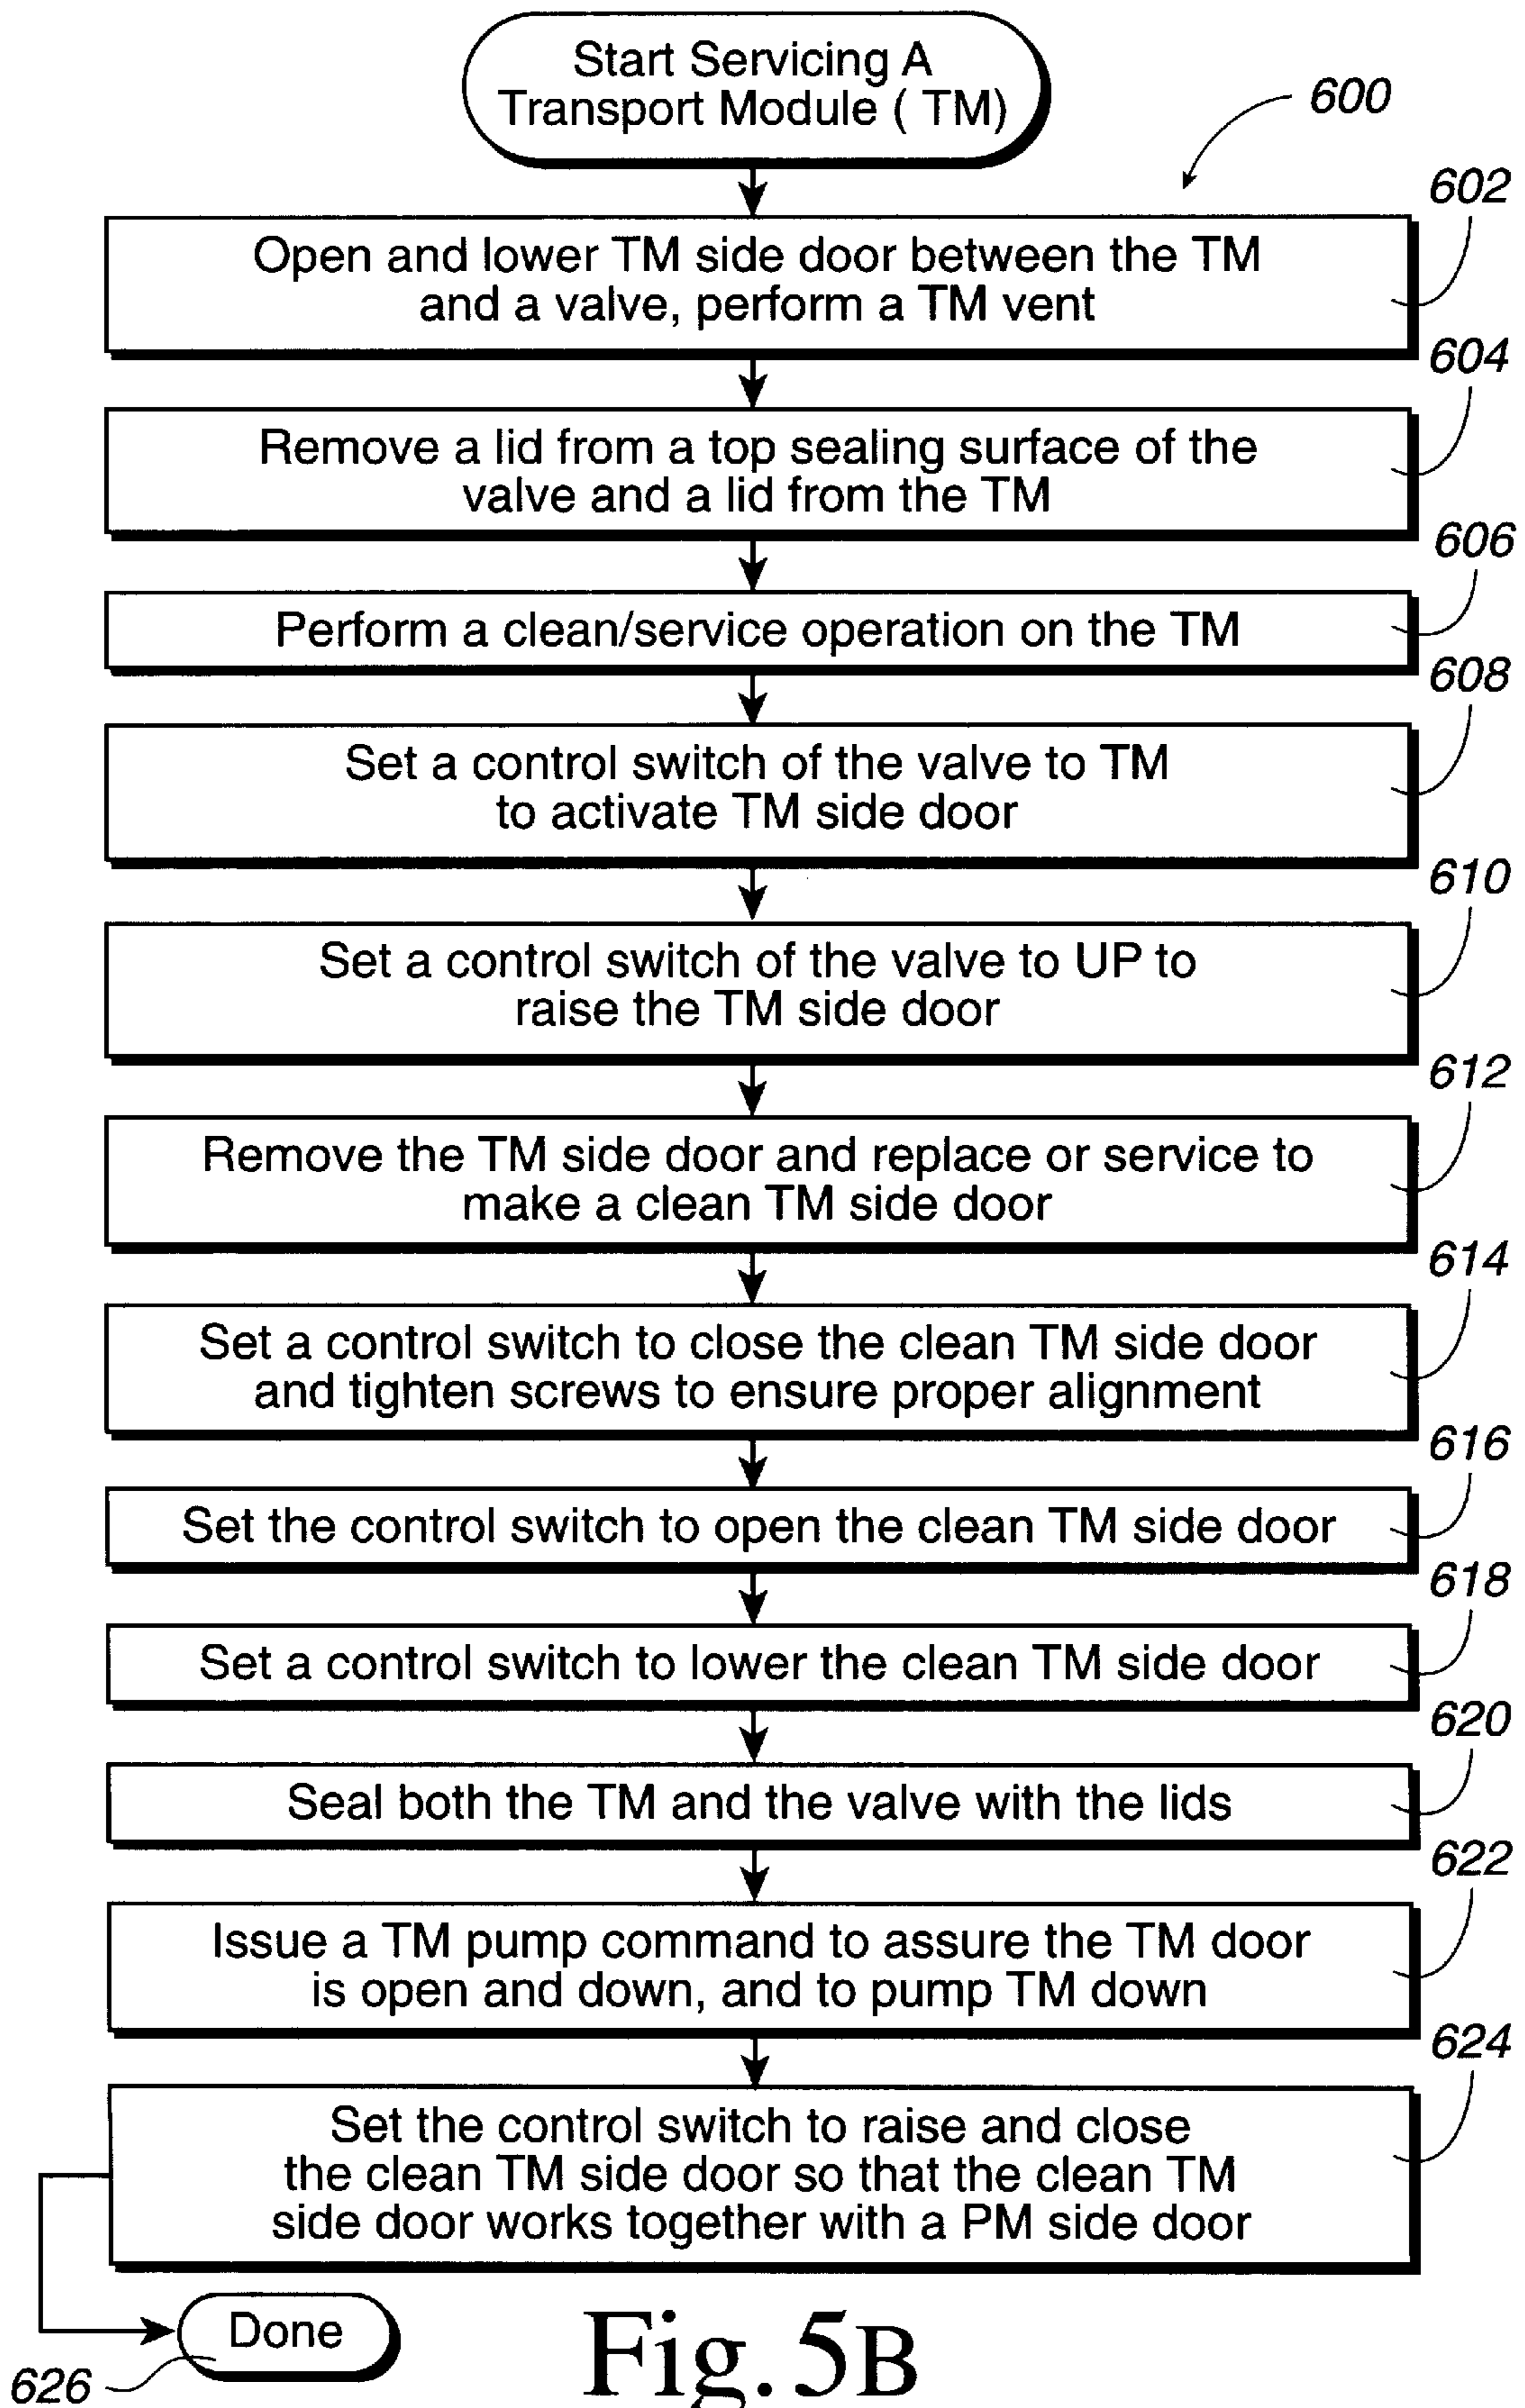 Start Servicing A
Transport Module ( TM)
600
602
Open and lower TM side door between the TM
and a valve, perform a TM vent
604
Remove a lid from a top sealing surface of the
valve and a lid from the TM
606
Perform a clean/service operation on the TM
608
Set a control switch of the valve to TM
to activate TM side door
610
Set a control switch of the valve to UP to
raise the TM side door
612
Remove the TM side door and replace or service to
make a clean TM side door
614
Set a control switch to close the clean TM side door
and tighten screws to ensure proper alignment
616
Set the control switch to open the clean TM side door
618
Set a control switch to lower the clean TM side door
620
Seal both the TM and the valve with the lids
622
Issue a TM pump command to assure the TM door
is open and down, and to pump TM down
624
Set the control switch to raise and close
the clean TM side door so that the clean TM
side door works together with a PM side door
Done
626
Fig. 5B